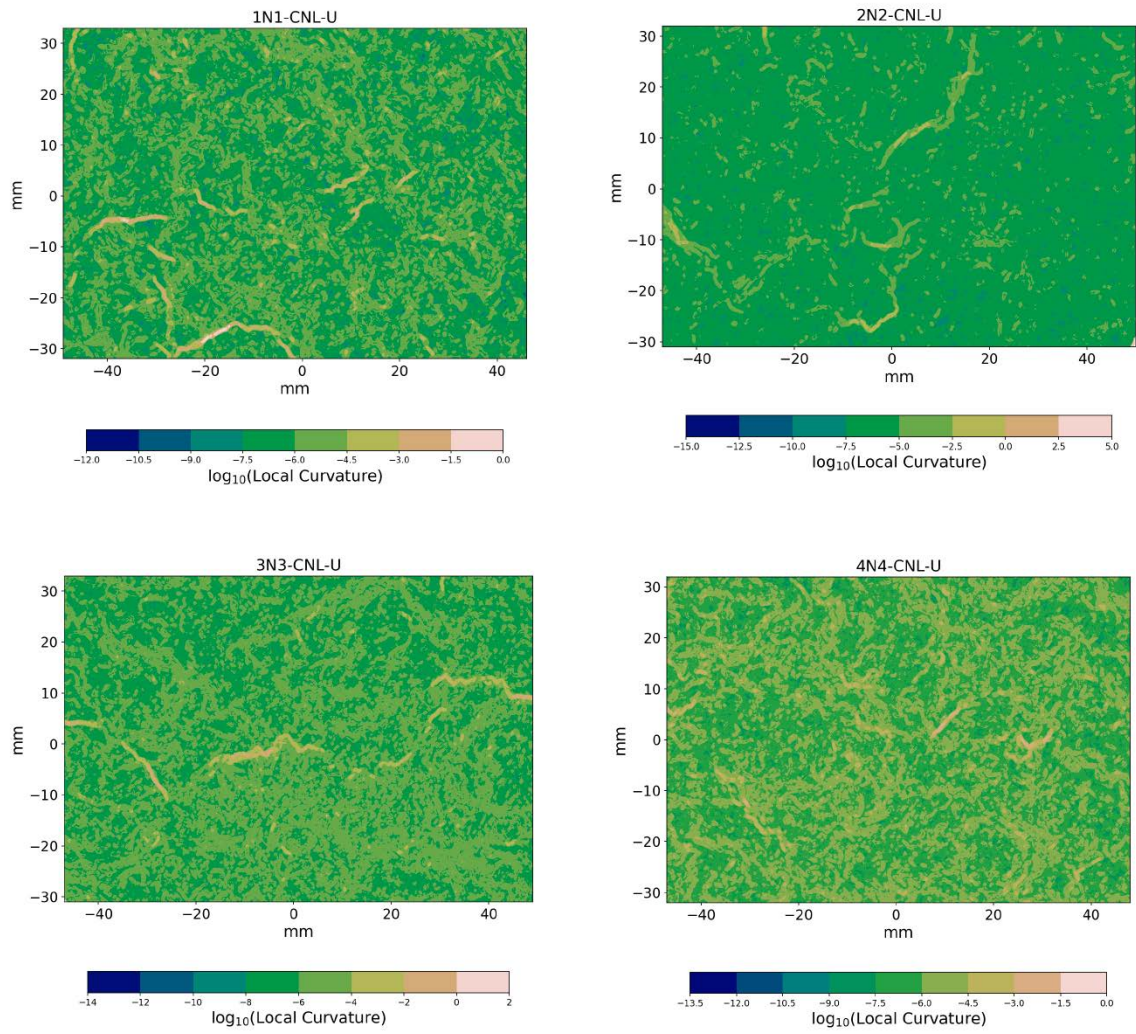 1N1-CNL-U
30
20
10
0
−10
−20
−30
mm
−40 −20 0 20 40
mm
−12.0 −10.5 −9.0 −7.5 −6.0 −4.5 −3.0 −1.5 0.0
log10(Local Curvature)
2N2-CNL-U
30
20
10
0
−10
−20
−30
mm
−40 −20 0 20 40
mm
−15.0 −12.5 −10.0 −7.5 −5.0 −2.5 0.0 2.5 5.0
log10(Local Curvature)
3N3-CNL-U
30
20
10
0
−10
−20
−30
mm
−40 −20 0 20 40
mm
−14 −12 −10 −8 −6 −4 −2 0 2
log10(Local Curvature)
4N4-CNL-U
30
20
10
0
−10
−20
−30
mm
−40 −20 0 20 40
mm
−13.5 −12.0 −10.5 −9.0 −7.5 −6.0 −4.5 −3.0 −1.5 0.0
log10(Local Curvature)